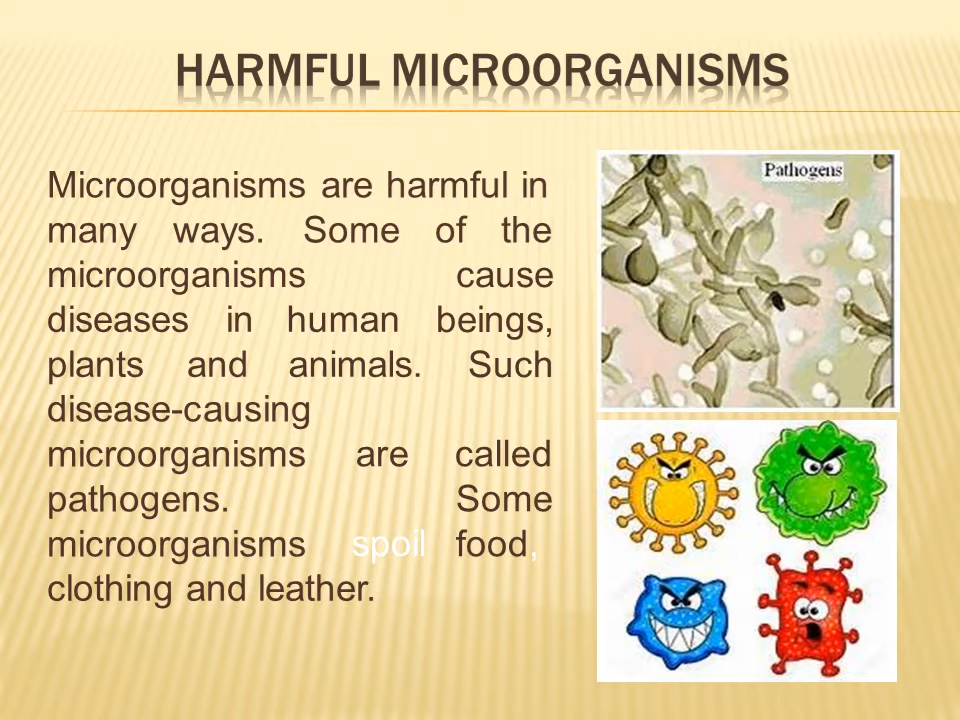 HARMFUL MICROORGANISMS
Microorganisms are harmful in
many ways. Some of the
microorganisms cause
diseases in human beings,
plants and animals. Such
disease-causing
microorganisms are called
pathogens. Some
microorganisms spoil food,
clothing and leather.
Pathogens